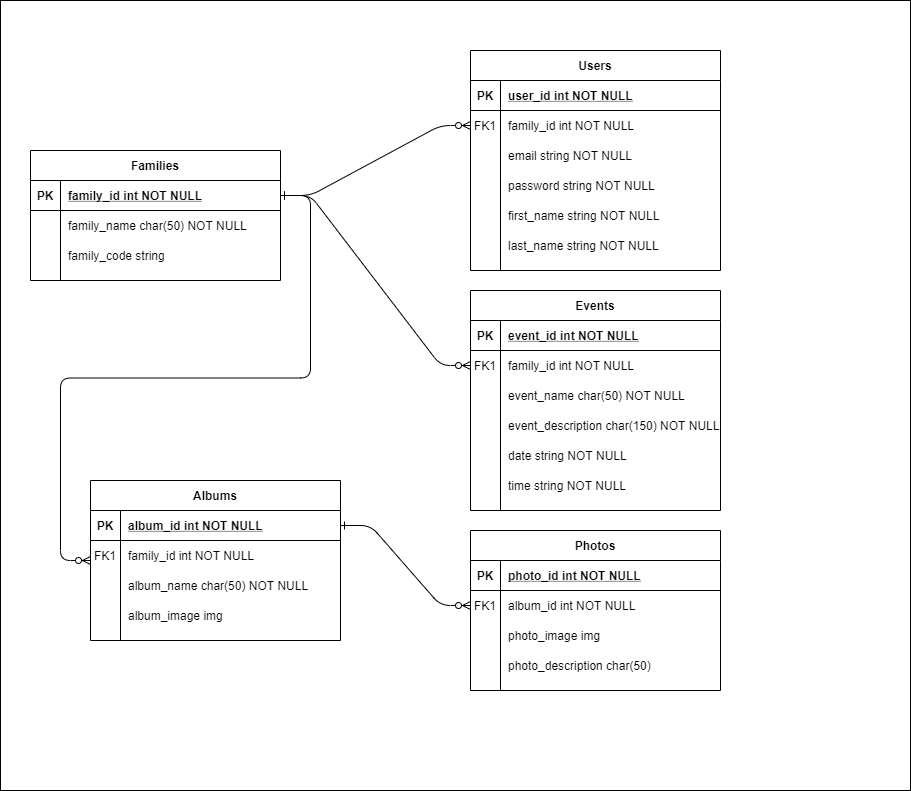 Families
PK family_id int NOT NULL
family_name char(50) NOT NULL
family_code string
Users
PK user_id int NOT NULL
FK1 family_id int NOT NULL
email string NOT NULL
password string NOT NULL
first_name string NOT NULL
last_name string NOT NULL
Events
PK event_id int NOT NULL
FK1 family_id int NOT NULL
event_name char(50) NOT NULL
event_description char(150) NOT NULL
date string NOT NULL
time string NOT NULL
Albums
PK album_id int NOT NULL
FK1 family_id int NOT NULL
album_name char(50) NOT NULL
album_image img
Photos
PK photo_id int NOT NULL
FK1 album_id int NOT NULL
photo_image img
photo_description char(50)